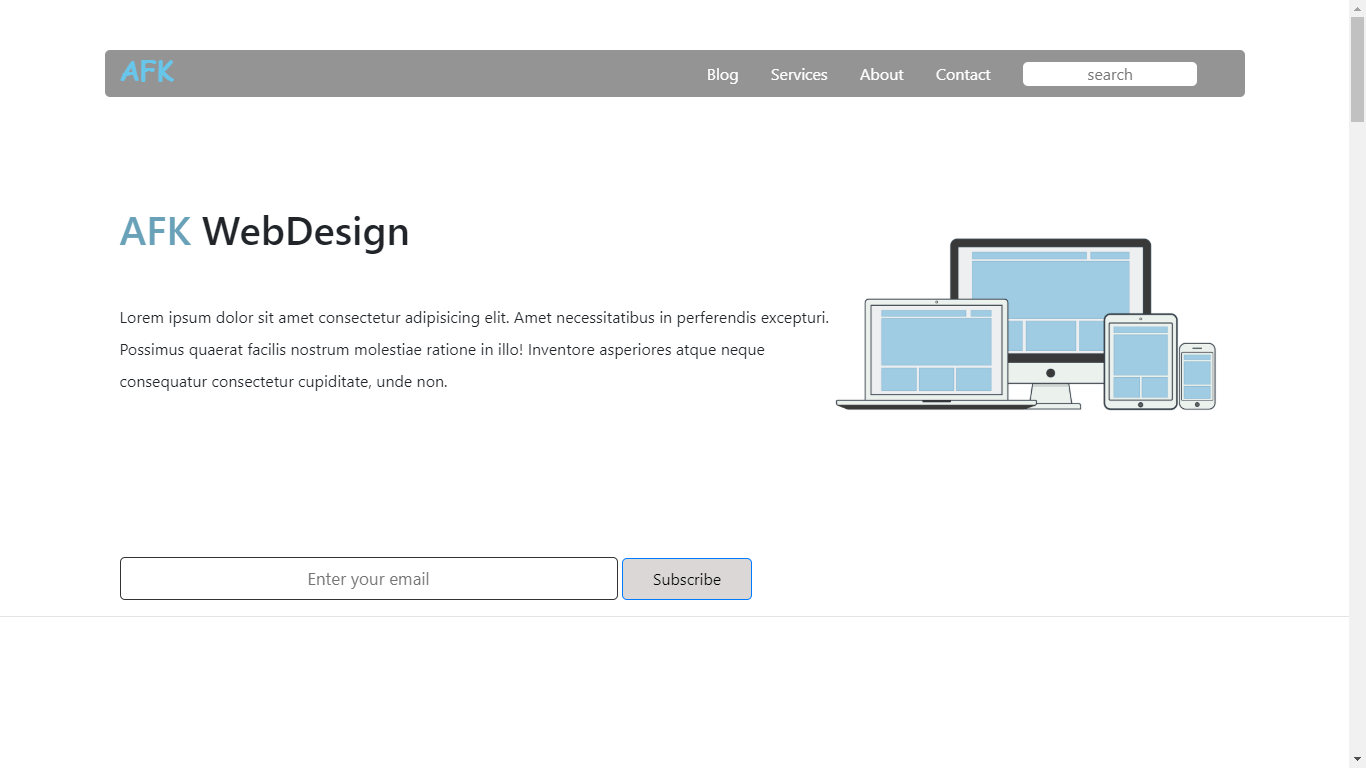 AFK Blog Services About Contact search
AFK WebDesign
Lorem ipsum dolor sit amet consectetur adipisicing elit. Amet necessitatibus in perferendis excepturi.
Possimus quaerat facilis nostrum molestiae ratione in illo! Inventore asperiores atque neque
consequatur consectetur cupiditate, unde non.
Enter your email Subscribe